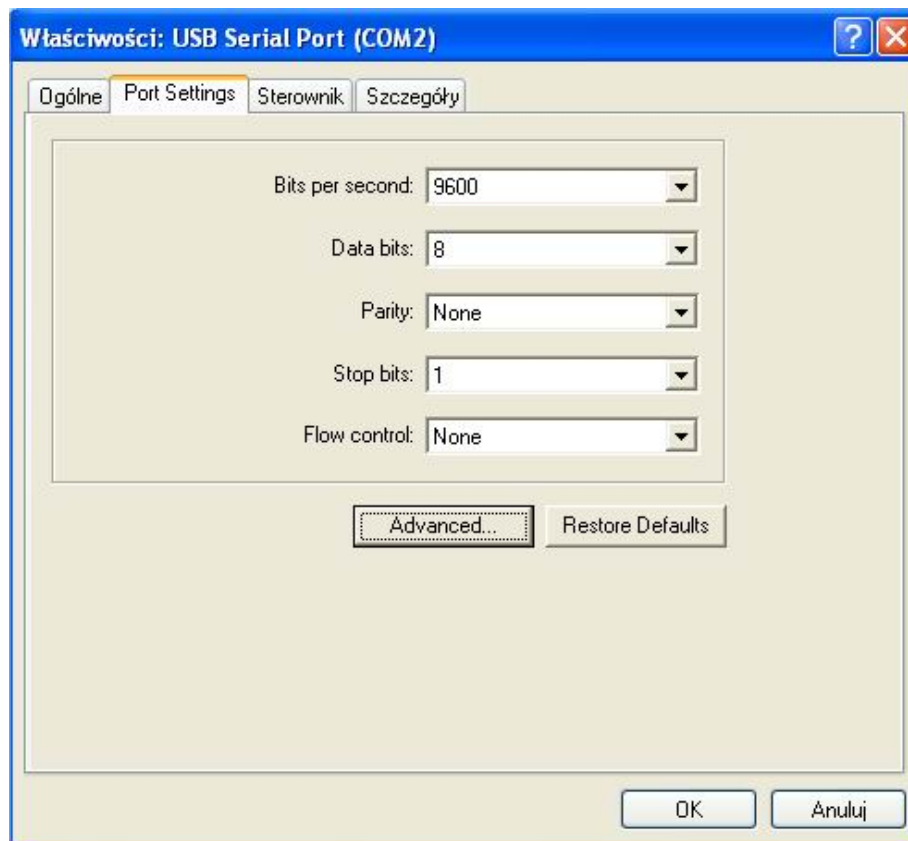 Właściwości: USB Serial Port (COM2)
Ogólne Port Settings Sterownik Szczegóły
Bits per second: 9600
Data bits: 8
Parity: None
Stop bits: 1
Flow control: None
Advanced... Restore Defaults
OK Anuluj